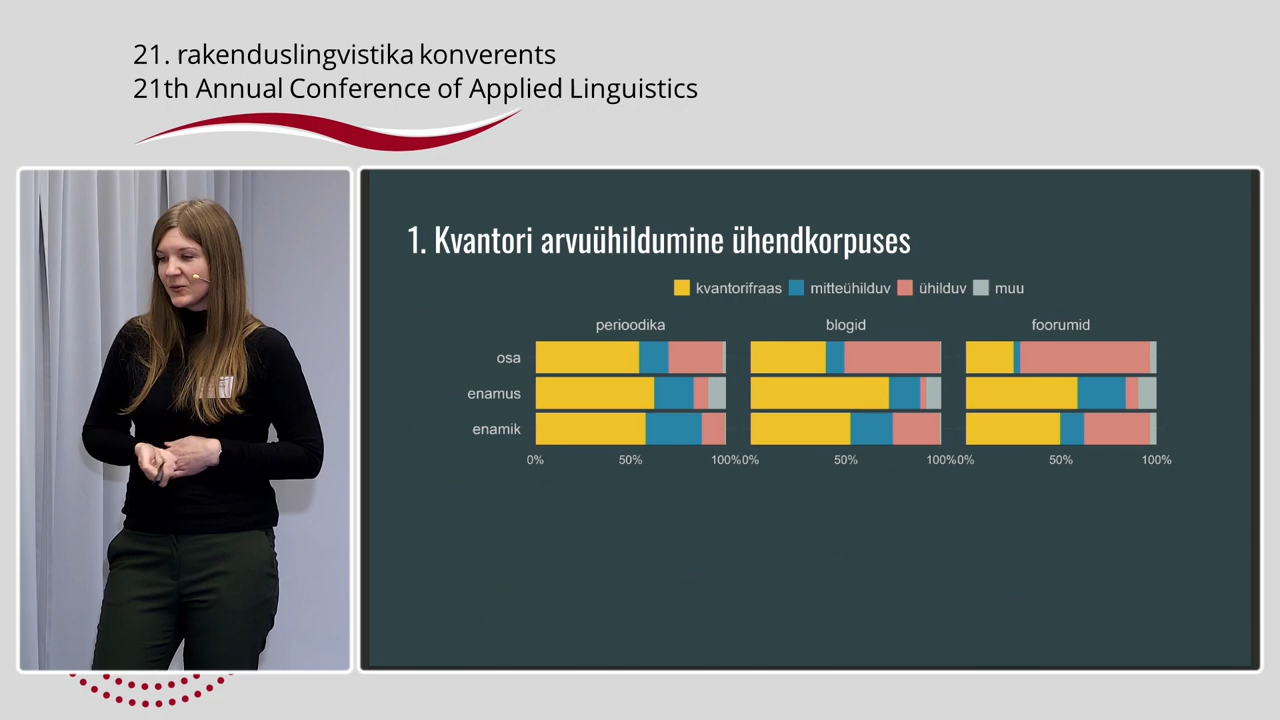 21. rakenduslingvistika konverents
21th Annual Conference of Applied Linguistics
1. Kvantori arvuühildumine ühendkorpuses
kvantorifraas mitteühilduv ühilduv muu
perioodika blogid foorumid
osa
enamus
enamik
0% 50% 100%0% 50% 100%0% 50% 100%